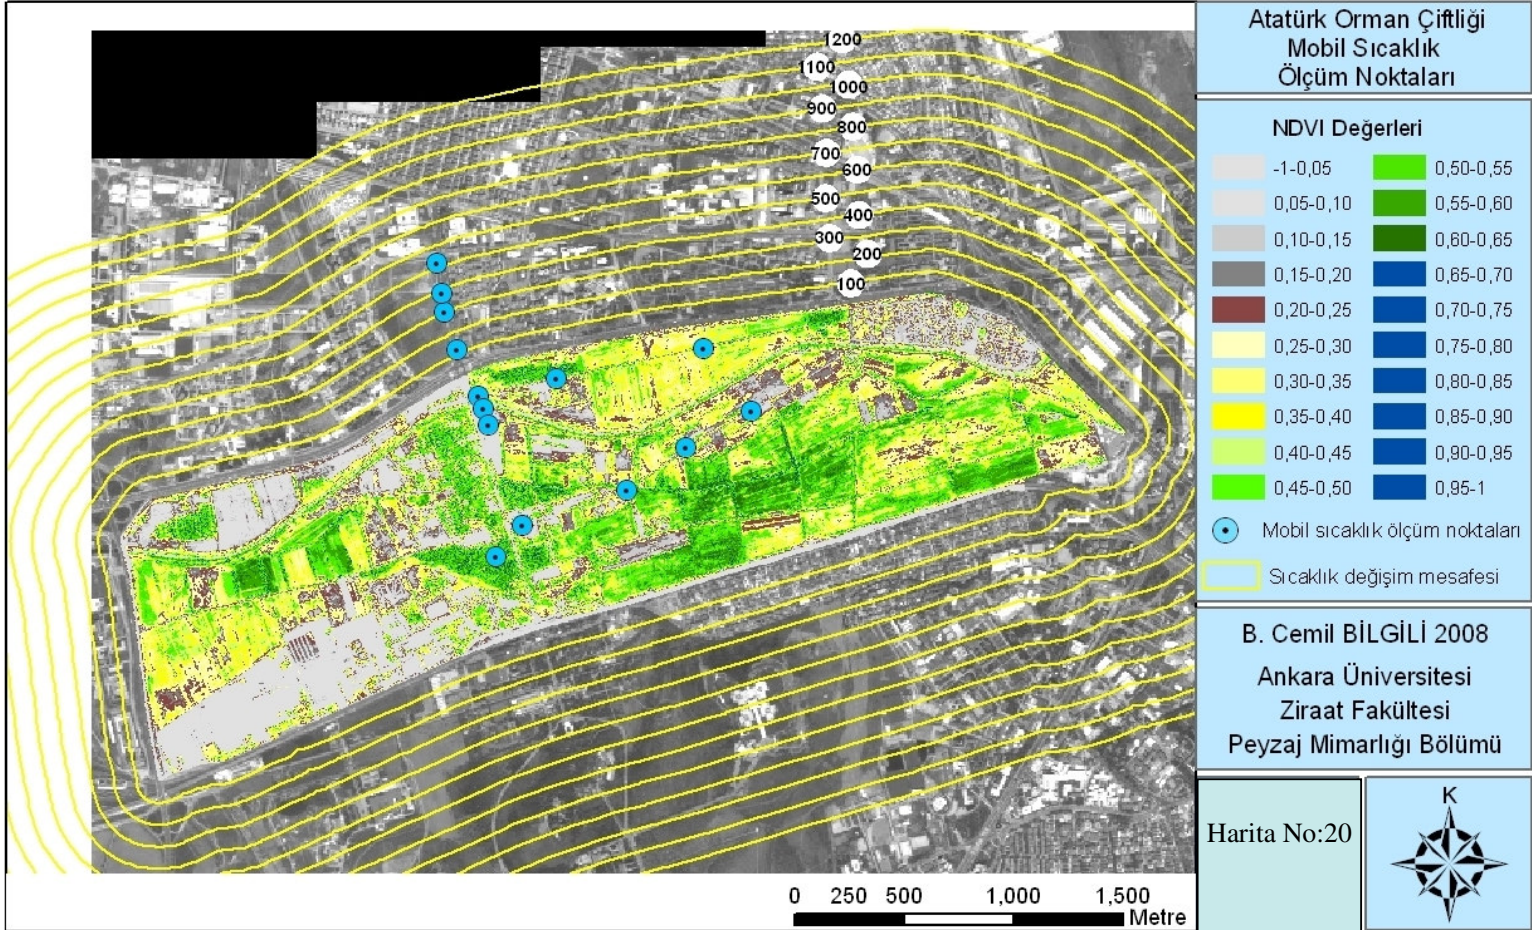 Atatürk Orman Çiftliği
Mobil Sıcaklık
Ölçüm Noktaları
NDVI Değerleri
-1-0,05
0,05-0,10
0,10-0,15
0,15-0,20
0,20-0,25
0,25-0,30
0,30-0,35
0,35-0,40
0,40-0,45
0,45-0,50
0,50-0,55
0,55-0,60
0,60-0,65
0,65-0,70
0,70-0,75
0,75-0,80
0,80-0,85
0,85-0,90
0,90-0,95
0,95-1
Mobil sıcaklık ölçüm noktaları
Sıcaklık değişim mesafesi
B. Cemil BİLGİLİ 2008
Ankara Üniversitesi
Ziraat Fakültesi
Peyzaj Mimarlığı Bölümü
Harita No:20
K
1200
1100
1000
900
800
700
600
500
400
300
200
100
0 250 500 1,000 1,500
Metre